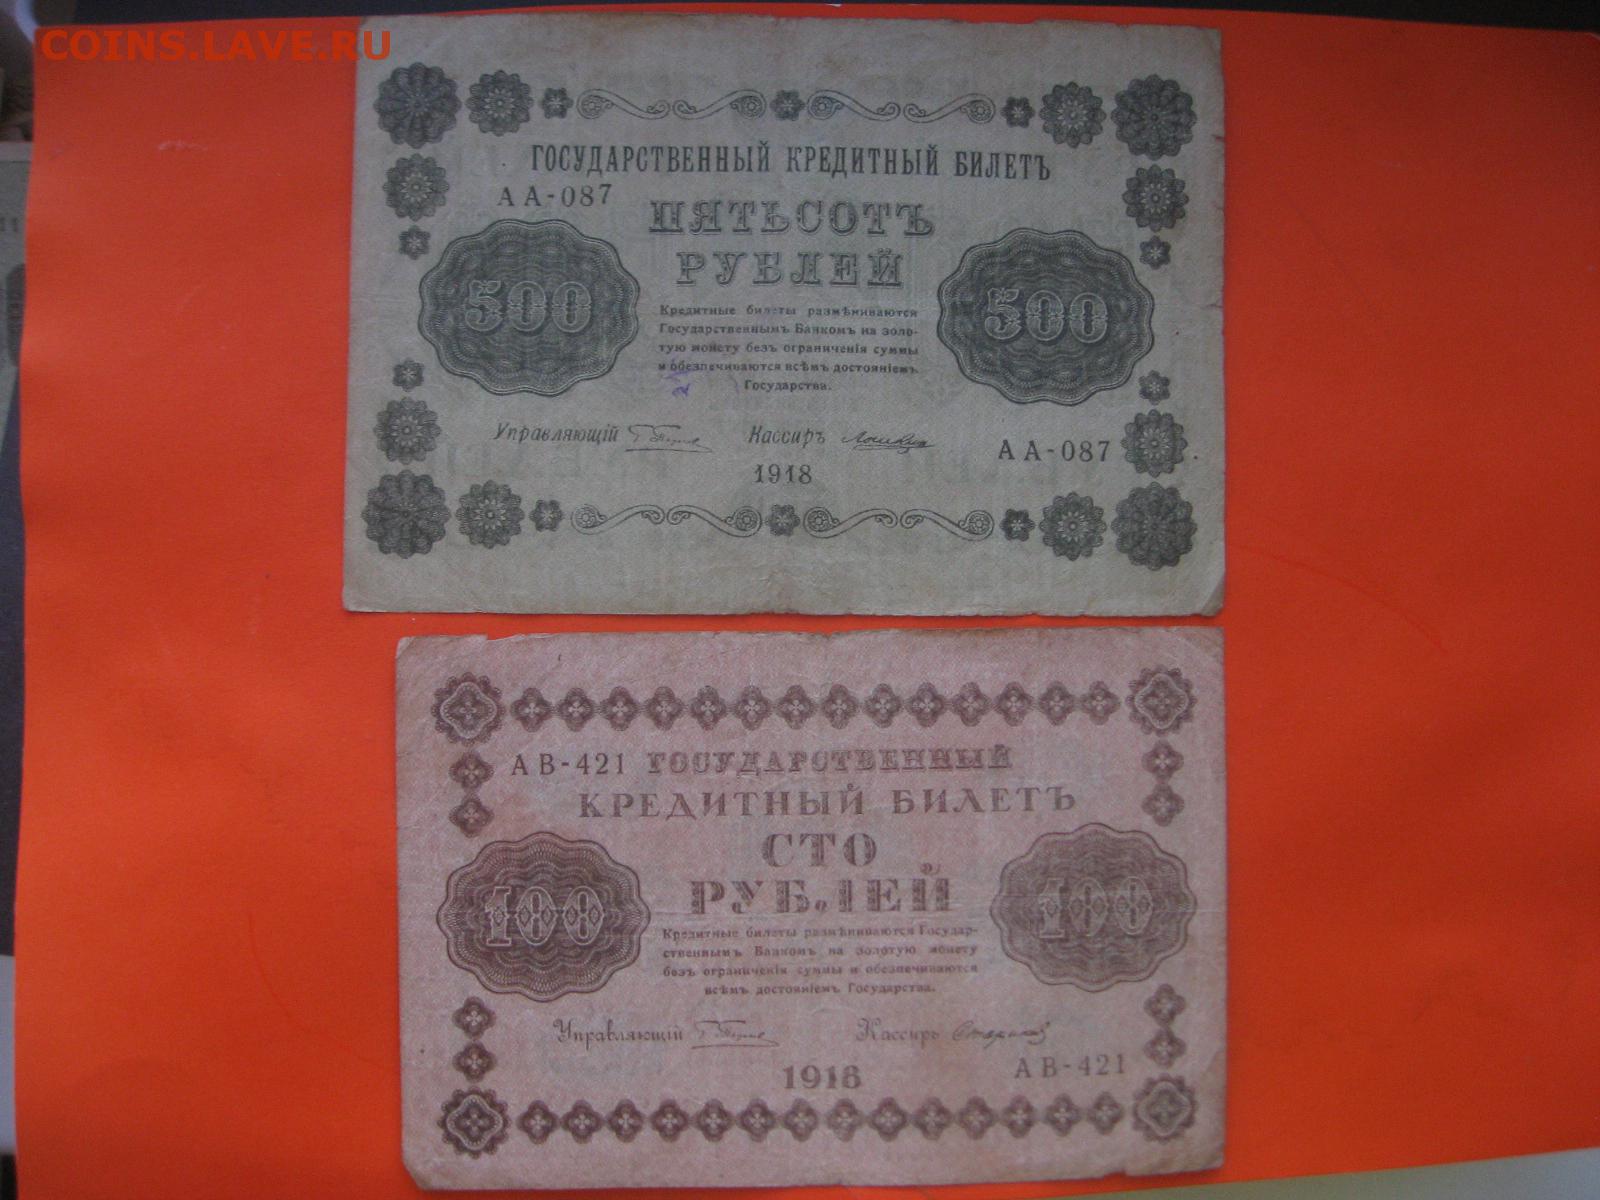 COINS.LAVE.RU
ГОСУДАРСТВЕННЫЙ КРЕДИТНЫЙ БИЛЕТЪ
АА-087
ПЯТЬСОТЪ
РУБЛЕЙ
500
500
Кредитные билеты размѣниваются
Государственнымъ Банкомъ на золо-
тую монету безъ ограниченія суммы
и обезпечиваются всѣмъ достояніемъ
Государства.
Управляющій
Кассиръ
1918
АА-087
АВ-421 ГОСУДАРСТВЕННЫЙ
КРЕДИТНЫЙ БИЛЕТЪ
СТО
РУБЛЕЙ
100
100
Кредитные билеты размѣниваются Государ-
ственнымъ Банкомъ на золотую монету
безъ ограниченія суммы и обезпечиваются
всѣмъ достояніемъ Государства.
Управляющій
Кассиръ
1918
АВ-421